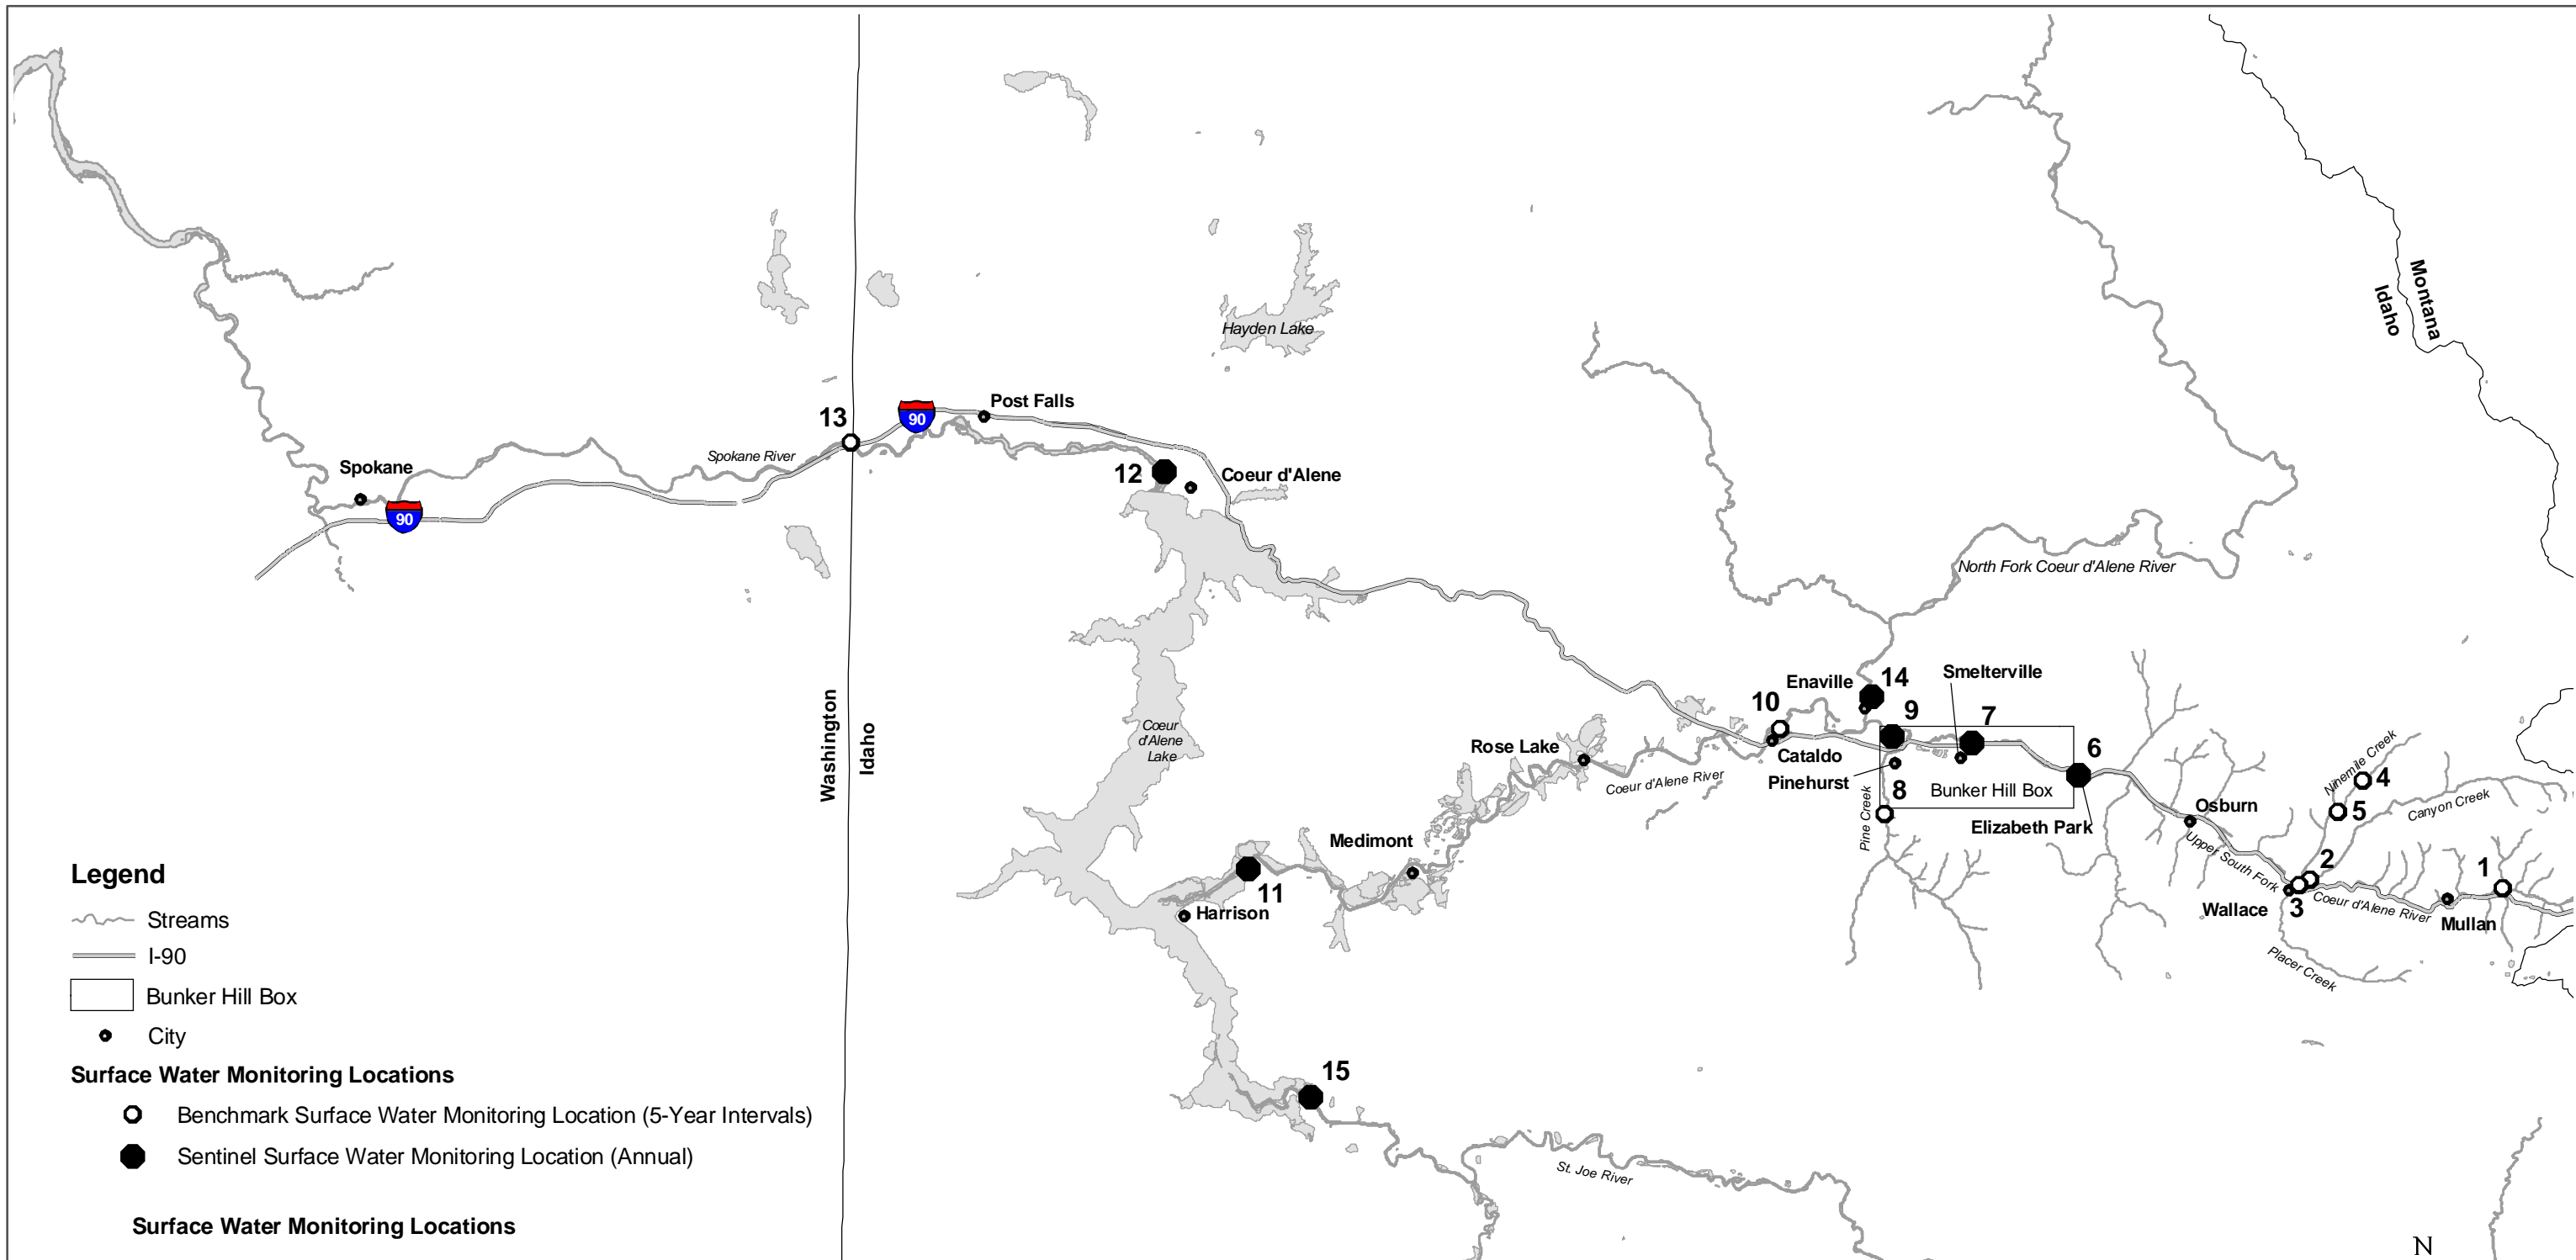 Montana
Idaho
Hayden Lake
Post Falls
90
13
Spokane River
Spokane
90
12
Coeur d'Alene
North Fork Coeur d'Alene River
Enaville
14
Smelterville
10
9
7
6
Washington
Idaho
Coeur
d'Alene
Lake
Rose Lake
Cataldo
Coeur d'Alene River
Pinehurst
8
Bunker Hill Box
Pine Creek
Elizabeth Park
Osburn
Ninemile Creek
4
5
Canyon Creek
Upper South Fork
Coeur d'Alene River
2
1
3
Wallace
Mullan
Placer Creek
Medimont
11
Harrison
15
St. Joe River
Legend
Streams
I-90
Bunker Hill Box
City
Surface Water Monitoring Locations
Benchmark Surface Water Monitoring Location (5-Year Intervals)
Sentinel Surface Water Monitoring Location (Annual)
Surface Water Monitoring Locations
N